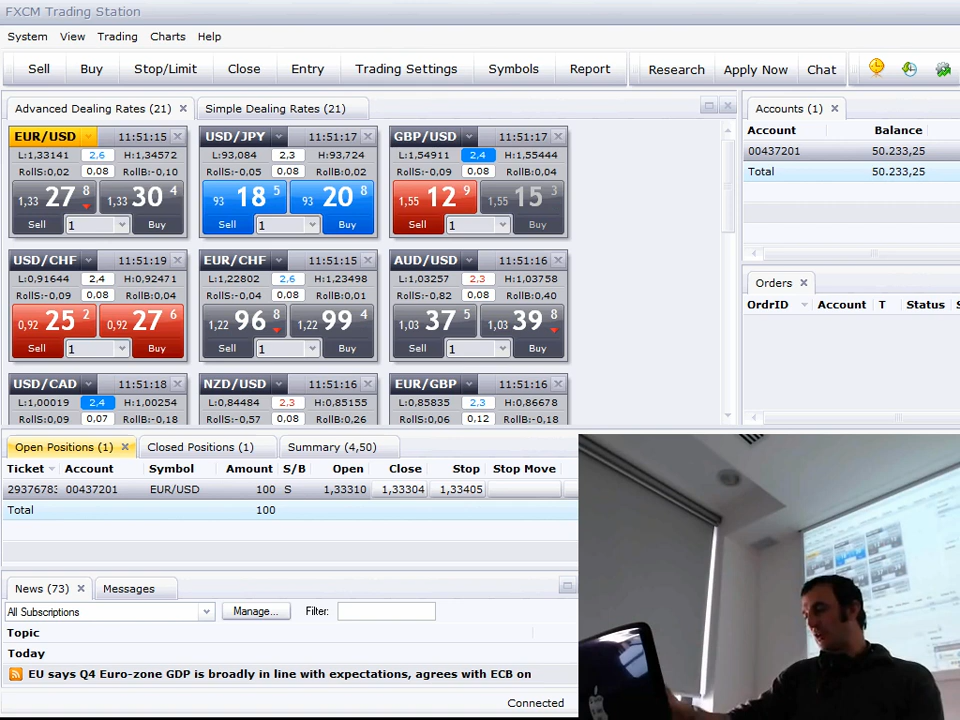 FXCM Trading Station
System View Trading Charts Help
Sell Buy Stop/Limit Close Entry Trading Settings Symbols Report Research Apply Now Chat
Advanced Dealing Rates (21) Simple Dealing Rates (21)
EUR/USD 11:51:15 USD/JPY 11:51:17 GBP/USD 11:51:17
L:1,33141 2,6 H:1,34572 L:93,084 2,3 H:93,724 L:1,54911 2,4 H:1,55444
RollS:0,02 0,08 RollB:-0,10 RollS:-0,05 0,08 RollB:0,02 RollS:-0,09 0,08 RollB:0,04
1,33 27 8 1,33 30 4 93 18 5 93 20 8 1,55 12 9 1,55 15 3
Sell 1 Buy Sell 1 Buy Sell 1 Buy
USD/CHF 11:51:19 EUR/CHF 11:51:15 AUD/USD 11:51:16
L:0,91644 2,4 H:0,92471 L:1,22802 2,6 H:1,23498 L:1,03257 2,3 H:1,03758
RollS:-0,09 0,08 RollB:0,04 RollS:-0,04 0,08 RollB:0,01 RollS:-0,82 0,08 RollB:0,40
0,92 25 2 0,92 27 6 1,22 96 8 1,22 99 4 1,03 37 5 1,03 39 8
Sell 1 Buy Sell 1 Buy Sell 1 Buy
USD/CAD 11:51:18 NZD/USD 11:51:16 EUR/GBP 11:51:16
L:1,00019 2,4 H:1,00254 L:0,84484 2,3 H:0,85155 L:0,85835 2,3 H:0,86678
RollS:0,09 0,07 RollB:-0,18 RollS:-0,57 0,08 RollB:0,26 RollS:0,06 0,12 RollB:-0,18
Accounts (1)
Account Balance
00437201 50.233,25
Total 50.233,25
Orders
OrdrID Account T Status S
Open Positions (1) Closed Positions (1) Summary (4,50)
Ticket Account Symbol Amount S/B Open Close Stop Stop Move
2937678 00437201 EUR/USD 100 S 1,33310 1,33304 1,33405
Total 100
News (73) Messages
All Subscriptions Manage... Filter:
Topic
Today
EU says Q4 Euro-zone GDP is broadly in line with expectations, agrees with ECB on
Connected